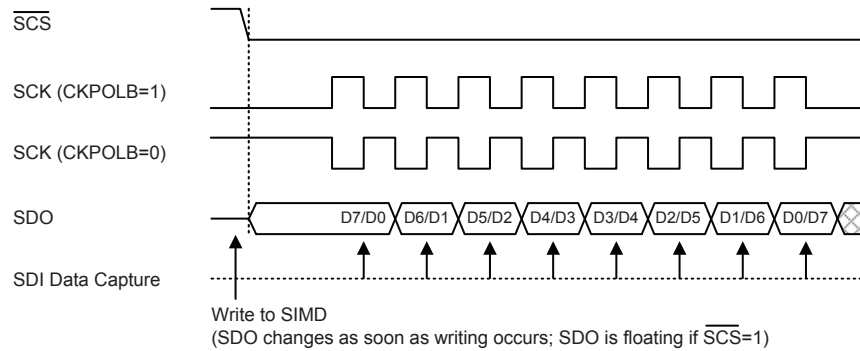 SCS
SCK (CKPOLB=1)
SCK (CKPOLB=0)
SDO
D7/D0 D6/D1 D5/D2 D4/D3 D3/D4 D2/D5 D1/D6 D0/D7
SDI Data Capture
Write to SIMD
(SDO changes as soon as writing occurs; SDO is floating if SCS=1)